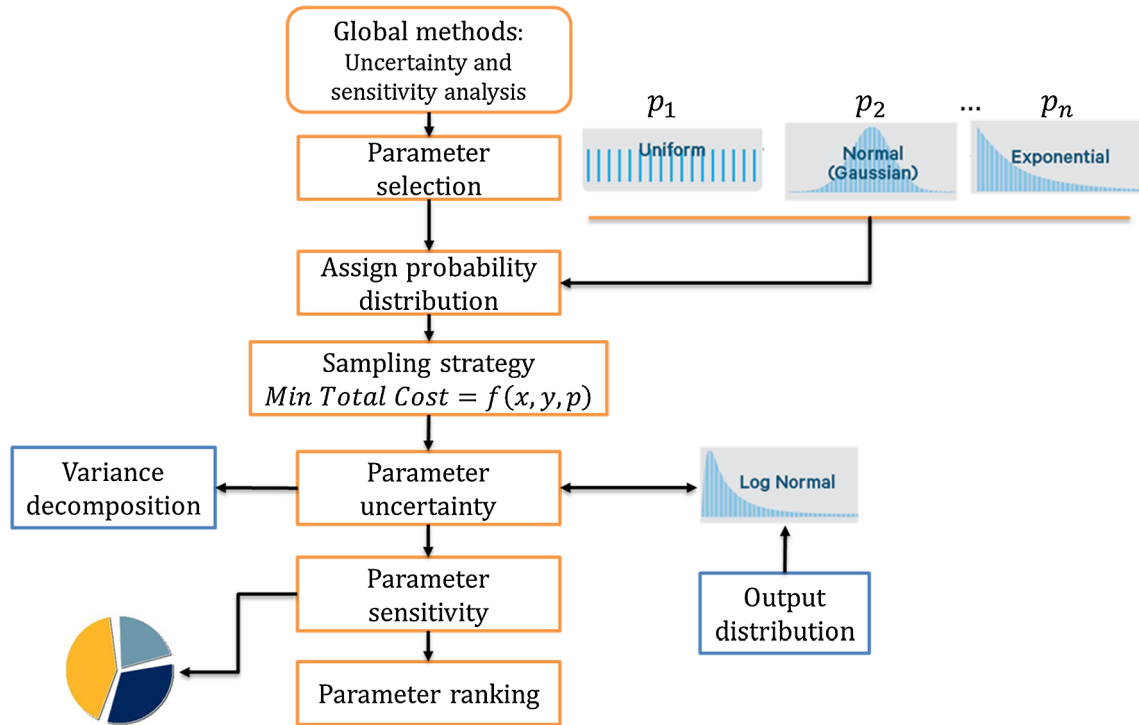 Global methods:
Uncertainty and
sensitivity analysis
p₁
p₂
...
pₙ
Uniform
Normal
(Gaussian)
Exponential
Parameter
selection
Assign probability
distribution
Sampling strategy
Min Total Cost = f(x, y, p)
Variance
decomposition
Parameter
uncertainty
Log Normal
Parameter
sensitivity
Output
distribution
Parameter ranking